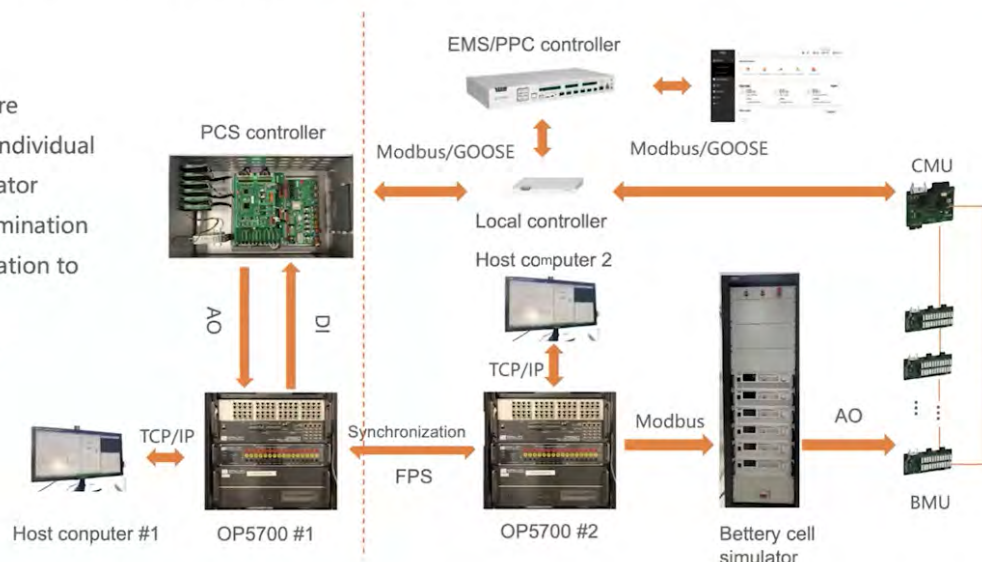 re
ndividual
ator
mination
ation to
EMS/PPC controller
PCS controller
Modbus/GOOSE
Modbus/GOOSE
CMU
Local controller
Host computer 2
AO
DI
TCP/IP
TCP/IP
Synchronization
FPS
Modbus
AO
Host conputer #1
OP5700 #1
OP5700 #2
Bettery cell
simulator
BMU